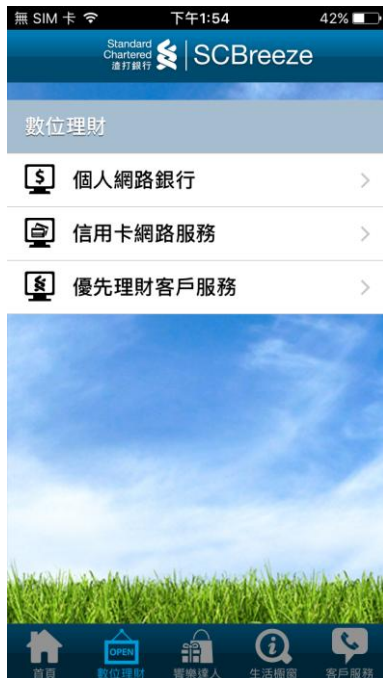 無 SIM 卡 下午1:54 42%
Standard
Chartered
渣打銀行
SCBreeze
數位理財
個人網路銀行
信用卡網路服務
優先理財客戶服務
OPEN
首頁 數位理財 饗樂達人 生活櫥窗 客戶服務